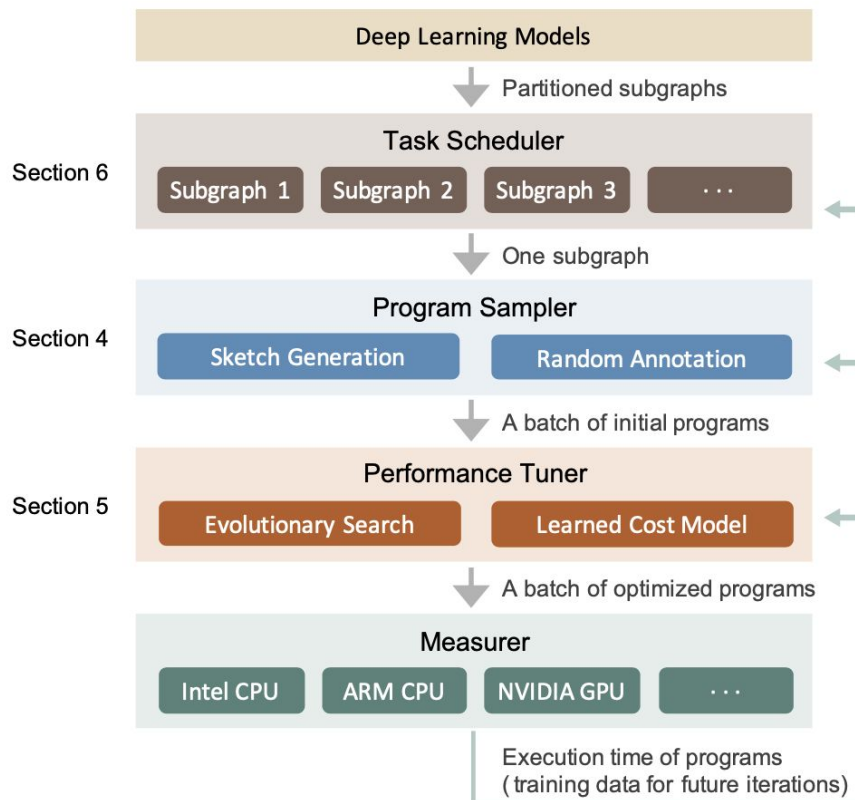 Deep Learning Models
Partitioned subgraphs
Task Scheduler
Section 6
Subgraph 1
Subgraph 2
Subgraph 3
...
One subgraph
Program Sampler
Section 4
Sketch Generation
Random Annotation
A batch of initial programs
Performance Tuner
Section 5
Evolutionary Search
Learned Cost Model
A batch of optimized programs
Measurer
Intel CPU
ARM CPU
NVIDIA GPU
...
Execution time of programs
( training data for future iterations)